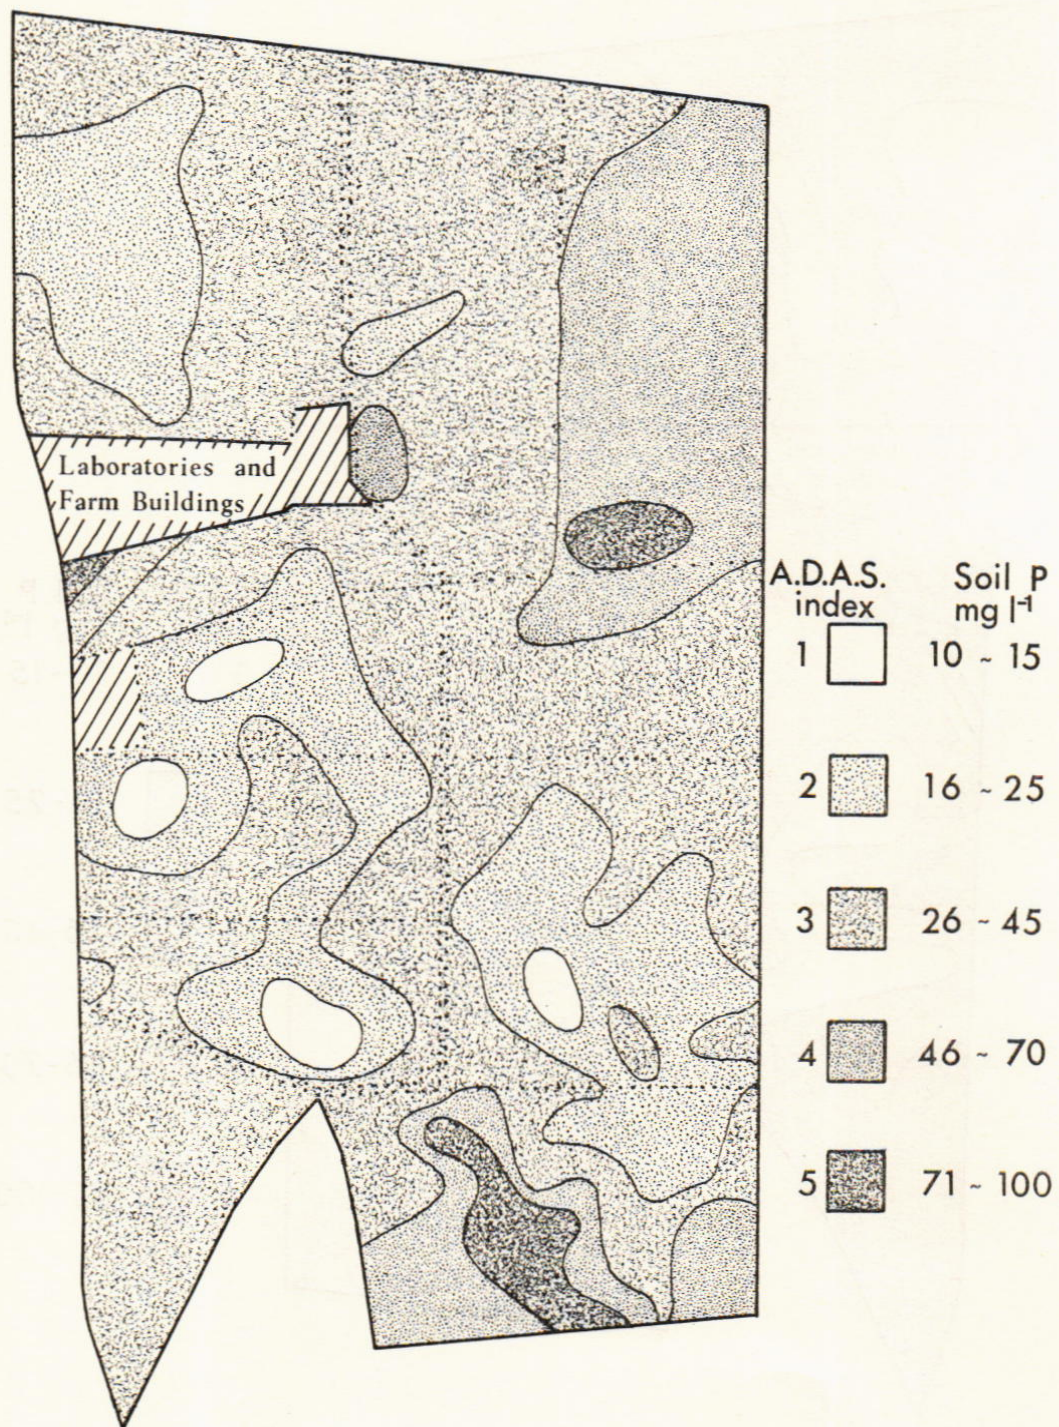 Laboratories and
Farm Buildings
A.D.A.S. Soil P
index mg l⁻¹
1 10 ~ 15
2 16 ~ 25
3 26 ~ 45
4 46 ~ 70
5 71 ~ 100